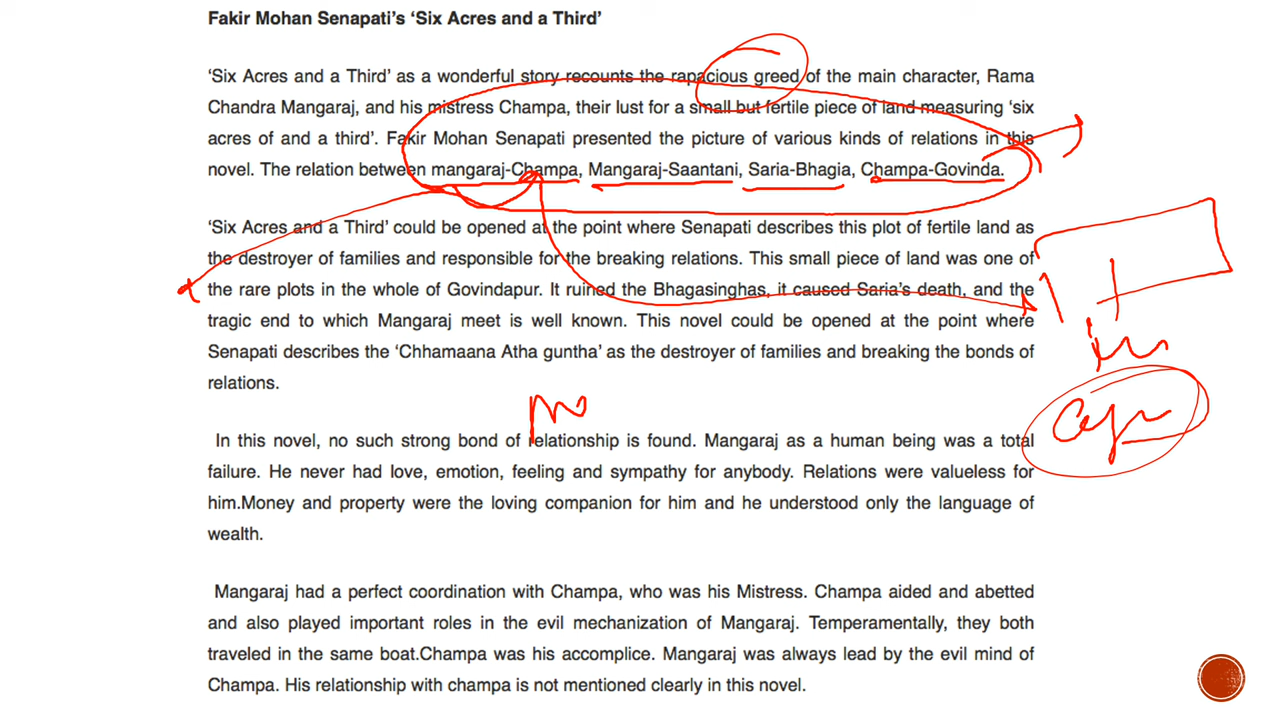 Fakir Mohan Senapati’s ‘Six Acres and a Third’
‘Six Acres and a Third’ as a wonderful story recounts the rapacious greed of the main character, Rama
Chandra Mangaraj, and his mistress Champa, their lust for a small but fertile piece of land measuring ‘six
acres of and a third’. Fakir Mohan Senapati presented the picture of various kinds of relations in this
novel. The relation between mangaraj-Champa, Mangaraj-Saantani, Saria-Bhagia, Champa-Govinda.
‘Six Acres and a Third’ could be opened at the point where Senapati describes this plot of fertile land as
the destroyer of families and responsible for the breaking relations. This small piece of land was one of
the rare plots in the whole of Govindapur. It ruined the Bhagasinghas, it caused Saria’s death, and the
tragic end to which Mangaraj meet is well known. This novel could be opened at the point where
Senapati describes the ‘Chhamaana Atha guntha’ as the destroyer of families and breaking the bonds of
relations.
In this novel, no such strong bond of relationship is found. Mangaraj as a human being was a total
failure. He never had love, emotion, feeling and sympathy for anybody. Relations were valueless for
him.Money and property were the loving companion for him and he understood only the language of
wealth.
Mangaraj had a perfect coordination with Champa, who was his Mistress. Champa aided and abetted
and also played important roles in the evil mechanization of Mangaraj. Temperamentally, they both
traveled in the same boat.Champa was his accomplice. Mangaraj was always lead by the evil mind of
Champa. His relationship with champa is not mentioned clearly in this novel.